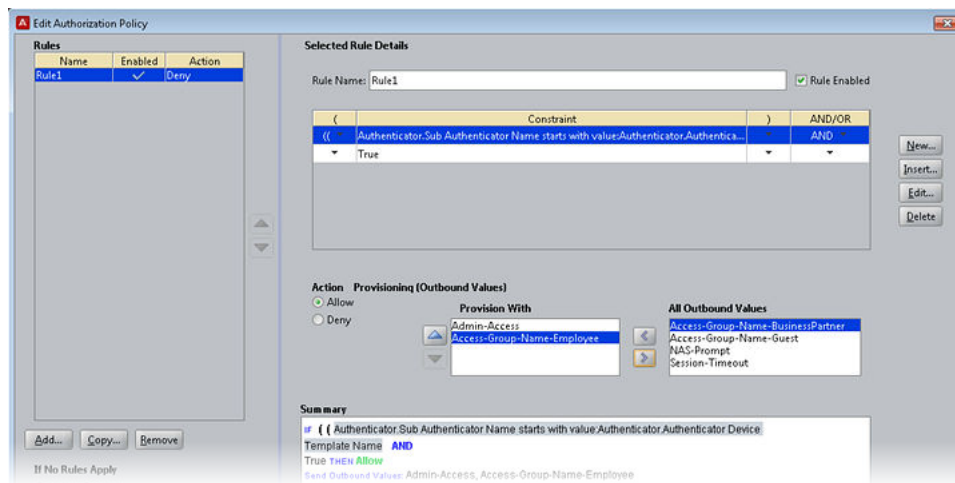 Edit Authorization Policy
Rules
Name Enabled Action
Rule1 Deny
Selected Rule Details
Rule Name: Rule1
Rule Enabled
( Constraint ) AND/OR
(( Authenticator.Sub Authenticator Name starts with value:Authenticator.Authentica... AND
True
New...
Insert...
Edit...
Delete
Action Provisioning (Outbound Values)
Allow
Deny
Provision With
Admin-Access
Access-Group-Name-Employee
All Outbound Values
Access-Group-Name-BusinessPartner
Access-Group-Name-Guest
NAS-Prompt
Session-Timeout
Summary
IF ( ( Authenticator.Sub Authenticator Name starts with value:Authenticator.Authenticator Device
Template Name AND
True THEN Allow
Send Outbound Values: Admin-Access, Access-Group-Name-Employee
Add... Copy... Remove
If No Rules Apply